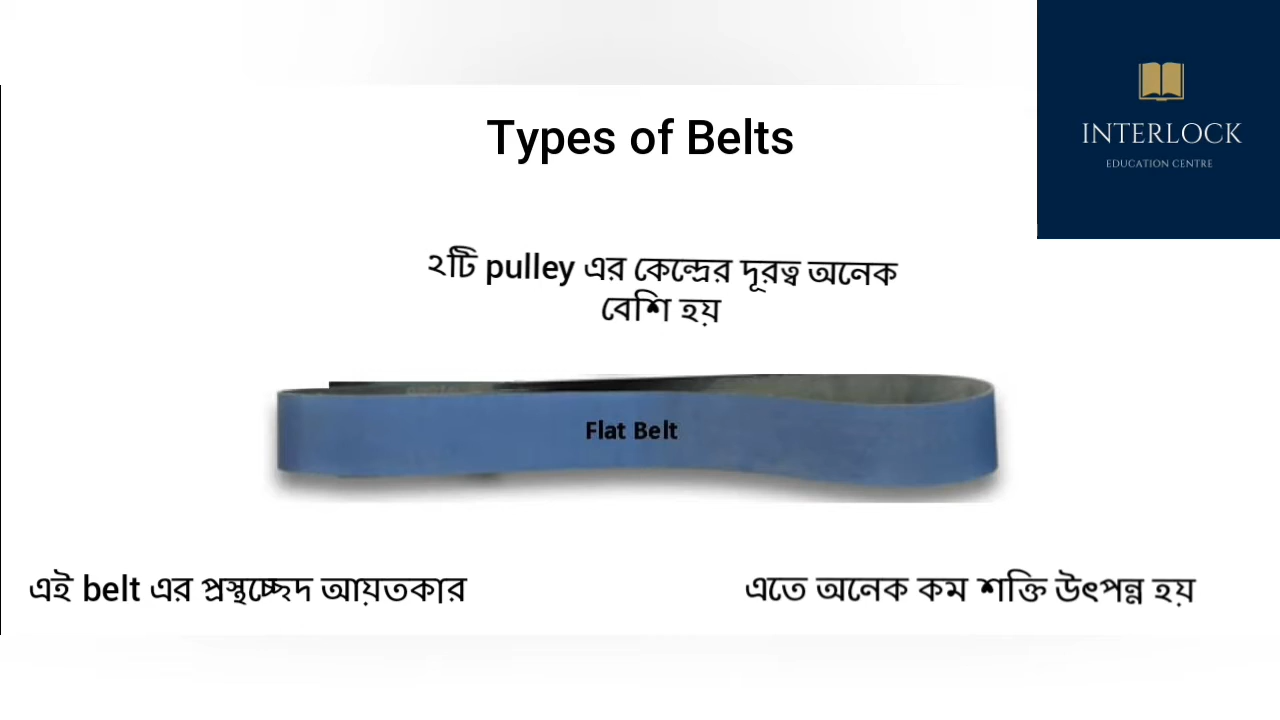 Types of Belts
INTERLOCK
EDUCATION CENTRE
২টি pulley এর কেন্দ্রের দূরত্ব অনেক
বেশি হয়
Flat Belt
এই belt এর প্রস্থচ্ছেদ আয়তকার
এতে অনেক কম শক্তি উৎপন্ন হয়